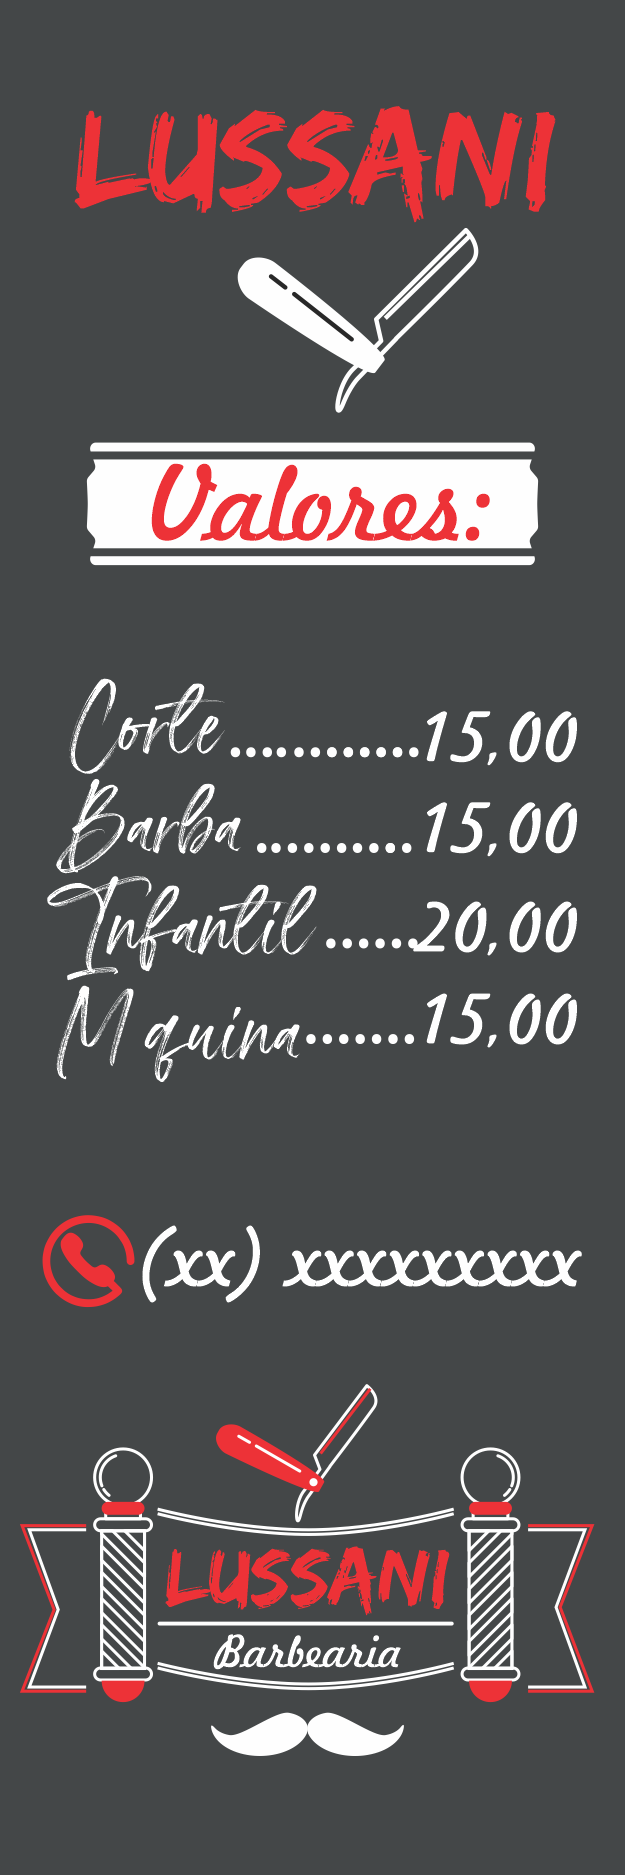 LUSSANI
Valores:
Corte............15,00
Barba ..........15,00
Infantil ......20,00
M quina.......15,00
(xx) xxxxxxxxx
LUSSANI
Barbearia